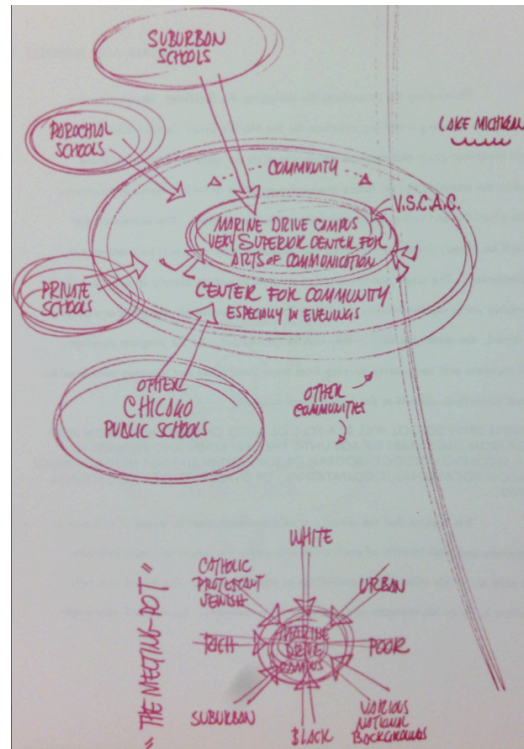 SUBURBAN
SCHOOLS
PAROCHIAL
SCHOOLS
LAKE MICHIGAN
COMMUNITY
V.S.C.A.C.
MARINE DRIVE CAMPUS
VERY SUPERIOR CENTER FOR
ARTS OF COMMUNICATION
PRIVATE
SCHOOLS
CENTER FOR COMMUNITY
ESPECIALLY IN EVENINGS
OTHER
CHICAGO
PUBLIC SCHOOLS
OTHER
COMMUNITIES
"THE MELTING-POT"
WHITE
CATHOLIC
PROTESTANT
JEWISH
URBAN
RICH
MARINE
DRIVE
CAMPUS
POOR
SUBURBAN
BLACK
VARIOUS
NATIONAL
BACKGROUNDS